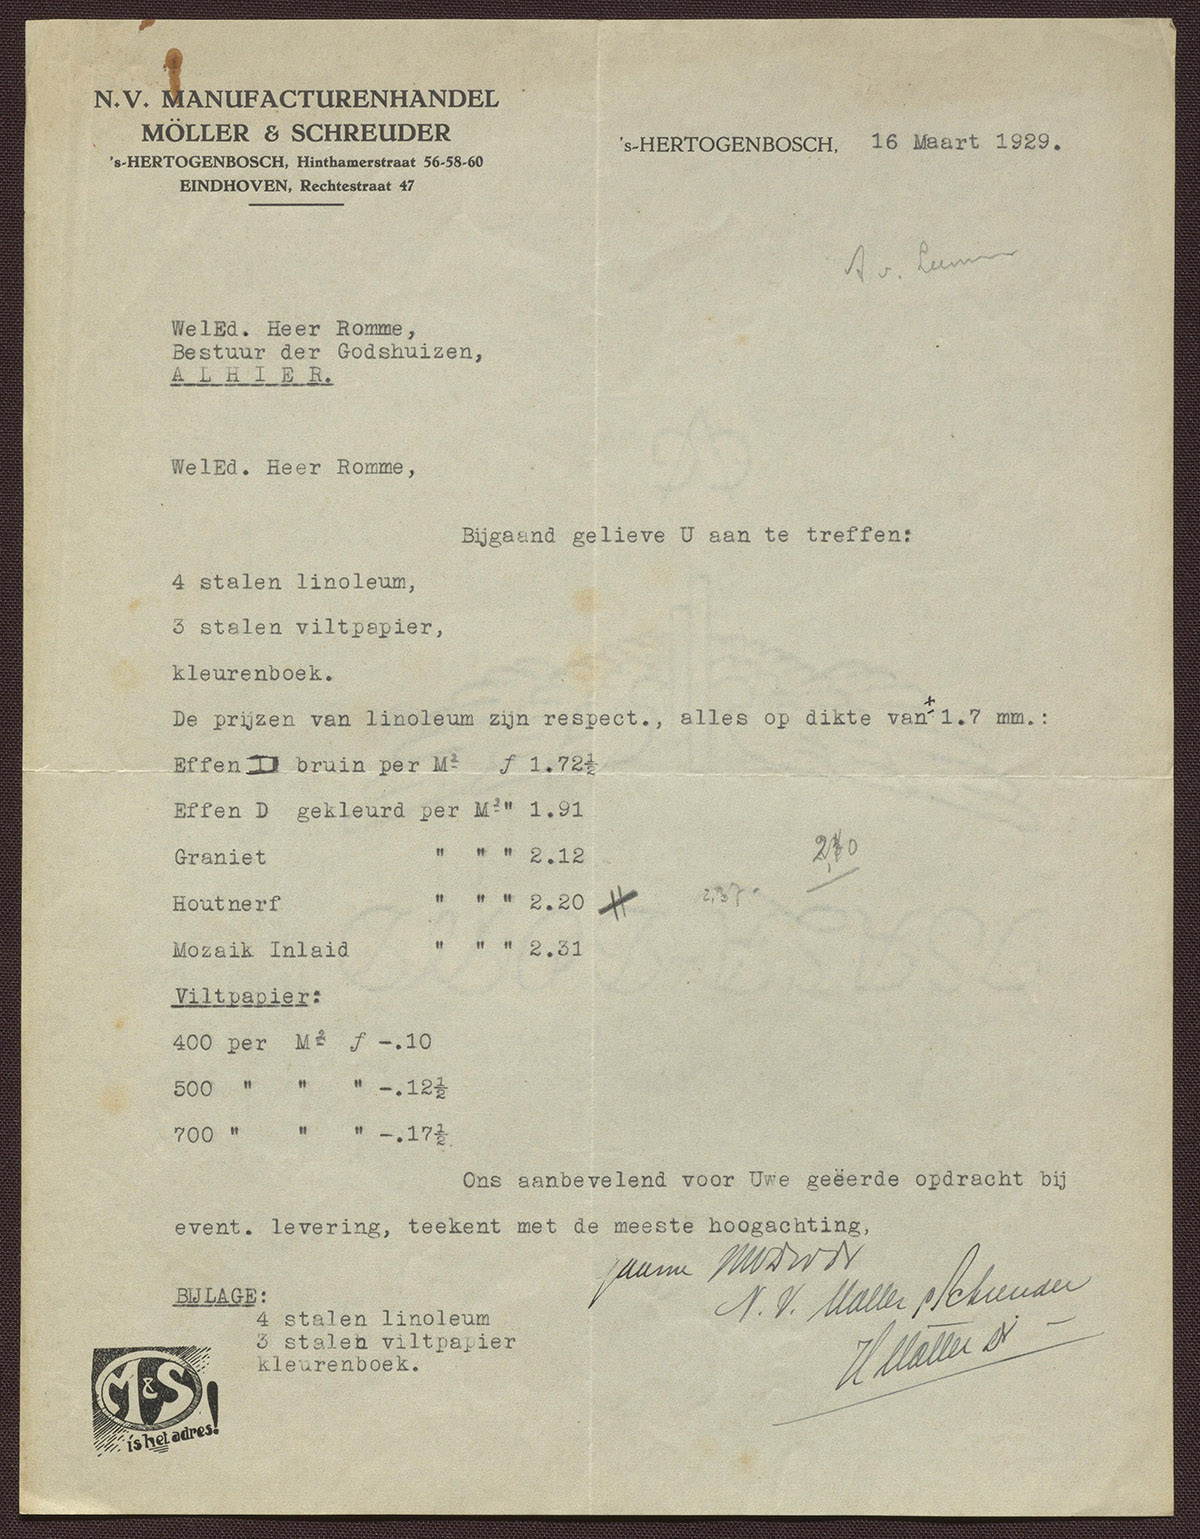 N.V. MANUFACTURENHANDEL
MÖLLER & SCHREUDER
's-HERTOGENBOSCH, Hinthamerstraat 56-58-60
EINDHOVEN, Rechtestraat 47
's-HERTOGENBOSCH, 16 Maart 1929.
A v.
WelEd. Heer Romme,
Bestuur der Godshuizen,
A L H I E R.
WelEd. Heer Romme,
Bijgaand gelieve U aan te treffen:
4 stalen linoleum,
3 stalen viltpapier,
kleurenboek.
De prijzen van linoleum zijn respect., alles op dikte van ± 1.7 mm.:
Effen D bruin per M² ƒ 1.72½
Effen D gekleurd per M² " 1.91
Graniet " " " 2.12
Houtnerf " " " 2.20 2,37
Mozaik Inlaid " " " 2.31
Viltpapier:
400 per M² ƒ -.10
500 " " " -.12½
700 " " " -.17½
Ons aanbevelend voor Uwe geëerde opdracht bij
event. levering, teekent met de meeste hoogachting,
N. V. Möller & Schreuder
H Möller Dr
BIJLAGE:
4 stalen linoleum
3 stalen viltpapier
kleurenboek.
M&S
is het adres!